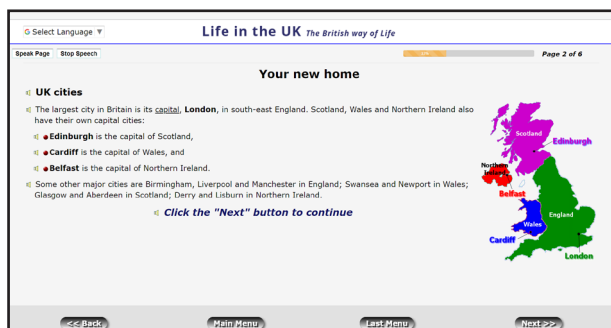 G Select Language ▼
Life in the UK The British way of Life
Speak Page Stop Speech
Page 2 of 6
Your new home
UK cities
The largest city in Britain is its capital, London, in south-east England. Scotland, Wales and Northern Ireland also
have their own capital cities:
Edinburgh is the capital of Scotland,
Cardiff is the capital of Wales, and
Belfast is the capital of Northern Ireland.
Some other major cities are Birmingham, Liverpool and Manchester in England; Swansea and Newport in Wales;
Glasgow and Aberdeen in Scotland; Derry and Lisburn in Northern Ireland.
Click the "Next" button to continue
Scotland
Edinburgh
Northern
Ireland
Belfast
England
Wales
Cardiff
London
<< Back
Main Menu
Last Menu
Next >>